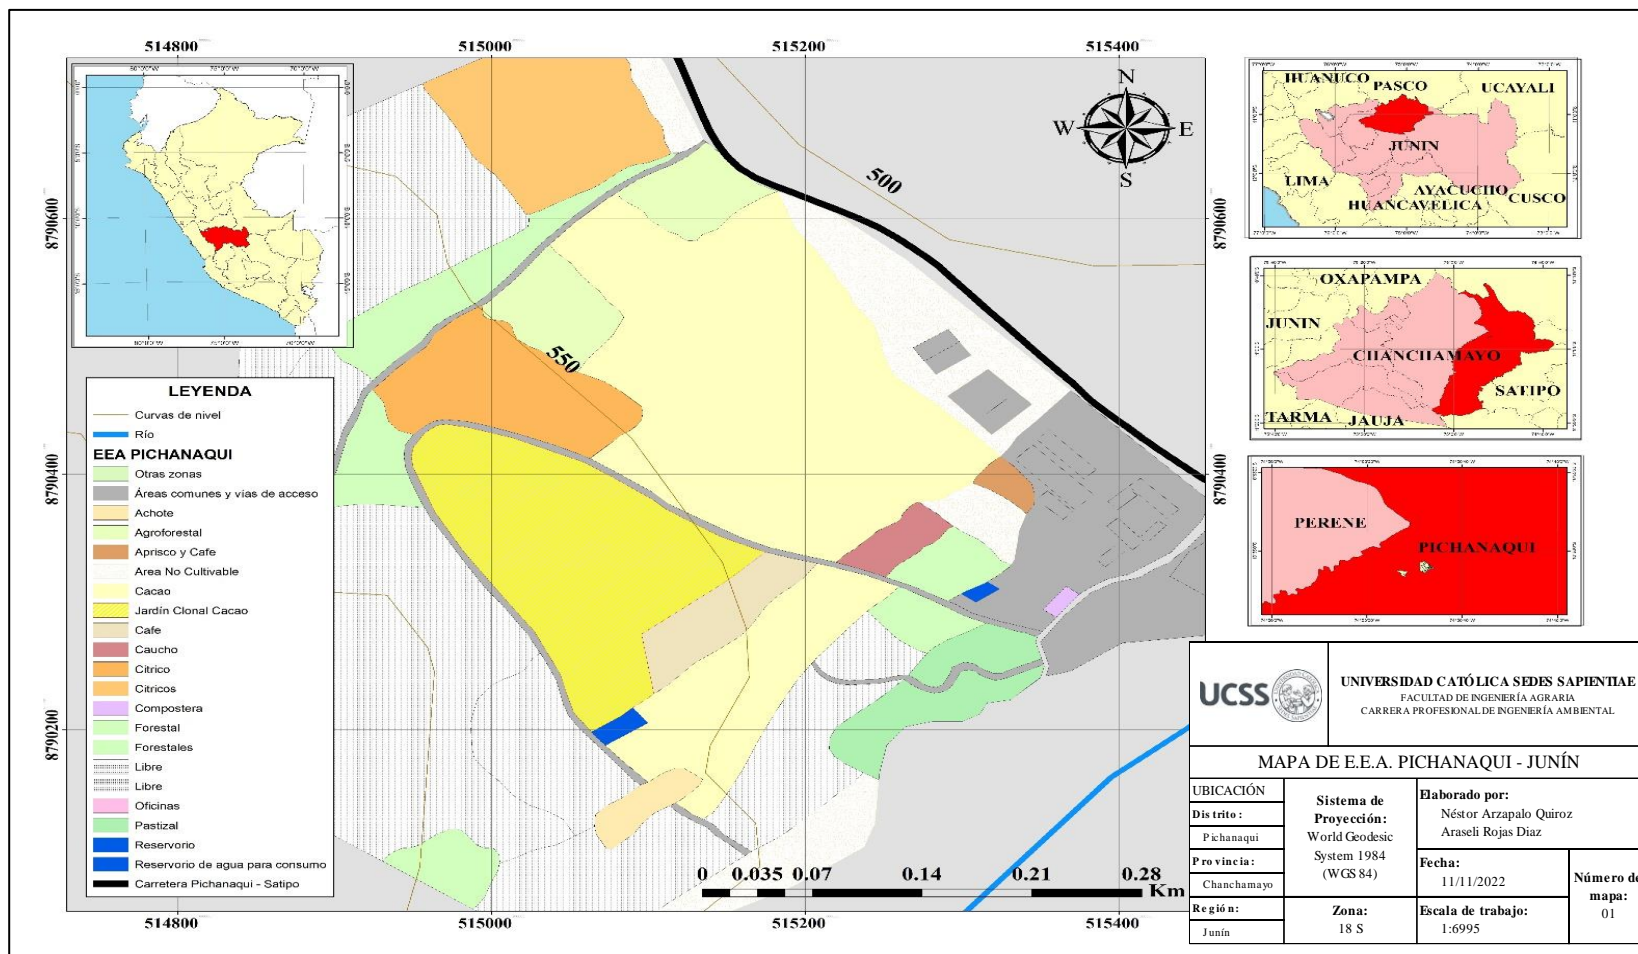 514800
515000
515200
515400
8790600
8790400
8790200
8790600
8790400
500
550
N
W
E
S
LEYENDA
Curvas de nivel
Río
EEA PICHANAQUI
Otras zonas
Áreas comunes y vías de acceso
Achote
Agroforestal
Aprisco y Cafe
Area No Cultivable
Cacao
Jardín Clonal Cacao
Cafe
Caucho
Citrico
Citricos
Compostera
Forestal
Forestales
Libre
Libre
Oficinas
Pastizal
Reservorio
Reservorio de agua para consumo
Carretera Pichanaqui - Satipo
0 0.035 0.07 0.14 0.21 0.28
Km
514800
515000
515200
515400
HUANUCO
PASCO
UCAYALI
JUNIN
LIMA
AYACUCHO
HUANCAVELICA
CUSCO
OXAPAMPA
JUNIN
CHANCHAMAYO
SATIPO
TARMA
JAUJA
PERENE
PICHANAQUI
UCSS
UNIVERSIDAD CATÓLICA SEDES SAPIENTIAE
FACULTAD DE INGENIERÍA AGRARIA
CARRERA PROFESIONAL DE INGENIERÍA AMBIENTAL
MAPA DE E.E.A. PICHANAQUI - JUNÍN
UBICACIÓN
Distrito:
Pichanaqui
Provincia:
Chanchamayo
Región:
Junín
Sistema de
Proyección:
World Geodesic
System 1984
(WGS 84)
Zona:
18 S
Elaborado por:
Néstor Arzapalo Quiroz
Araseli Rojas Diaz
Fecha:
11/11/2022
Escala de trabajo:
1:6995
Número de
mapa:
01